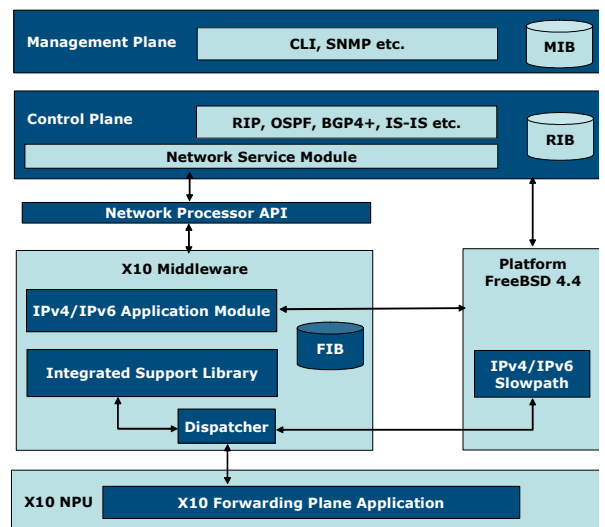 Management Plane
CLI, SNMP etc.
MIB
Control Plane
RIP, OSPF, BGP4+, IS-IS etc.
RIB
Network Service Module
Network Processor API
X10 Middleware
Platform
FreeBSD 4.4
IPv4/IPv6 Application Module
FIB
Integrated Support Library
IPv4/IPv6
Slowpath
Dispatcher
X10 NPU
X10 Forwarding Plane Application